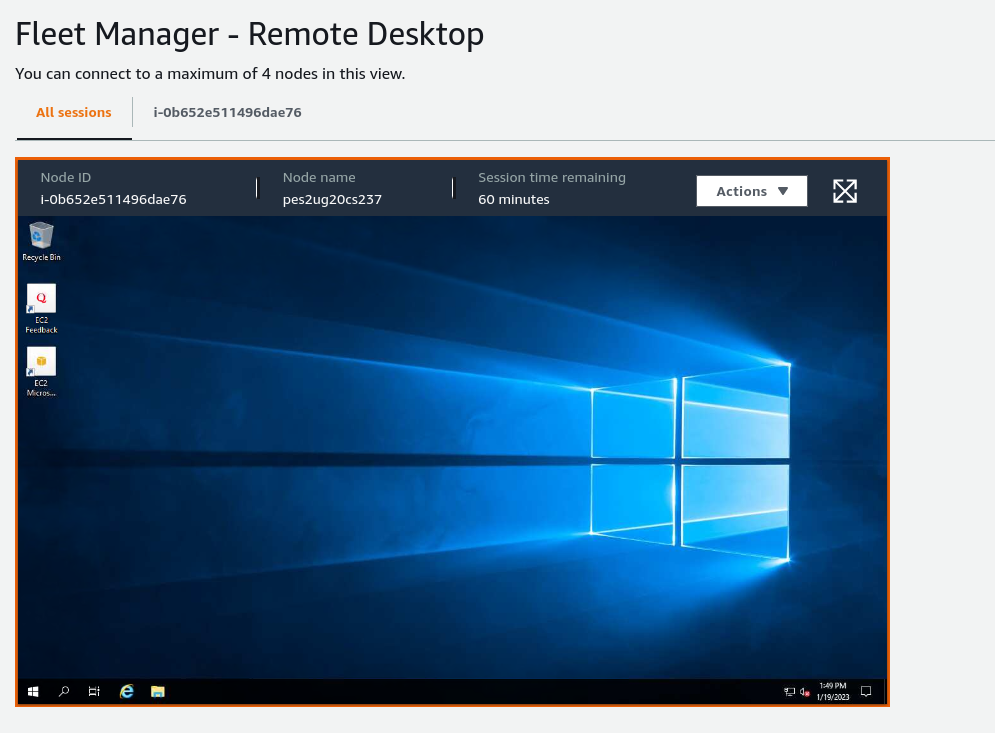 Fleet Manager - Remote Desktop
You can connect to a maximum of 4 nodes in this view.
All sessions
i-0b652e511496dae76
Node ID
i-0b652e511496dae76
Node name
pes2ug20cs237
Session time remaining
60 minutes
Actions
Recycle Bin
EC2
Feedback
EC2
Micros...
1:49 PM
1/19/2023